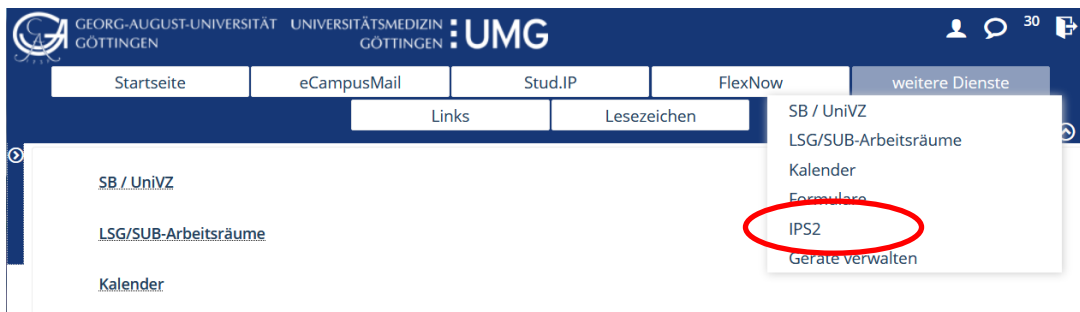 GEORG-AUGUST-UNIVERSITÄT
GÖTTINGEN
UNIVERSITÄTSMEDIZIN
GÖTTINGEN
UMG
30
Startseite
eCampusMail
Stud.IP
FlexNow
weitere Dienste
Links
Lesezeichen
SB / UniVZ
LSG/SUB-Arbeitsräume
Kalender
Formulare
IPS2
Geräte verwalten
SB / UniVZ
LSG/SUB-Arbeitsräume
Kalender